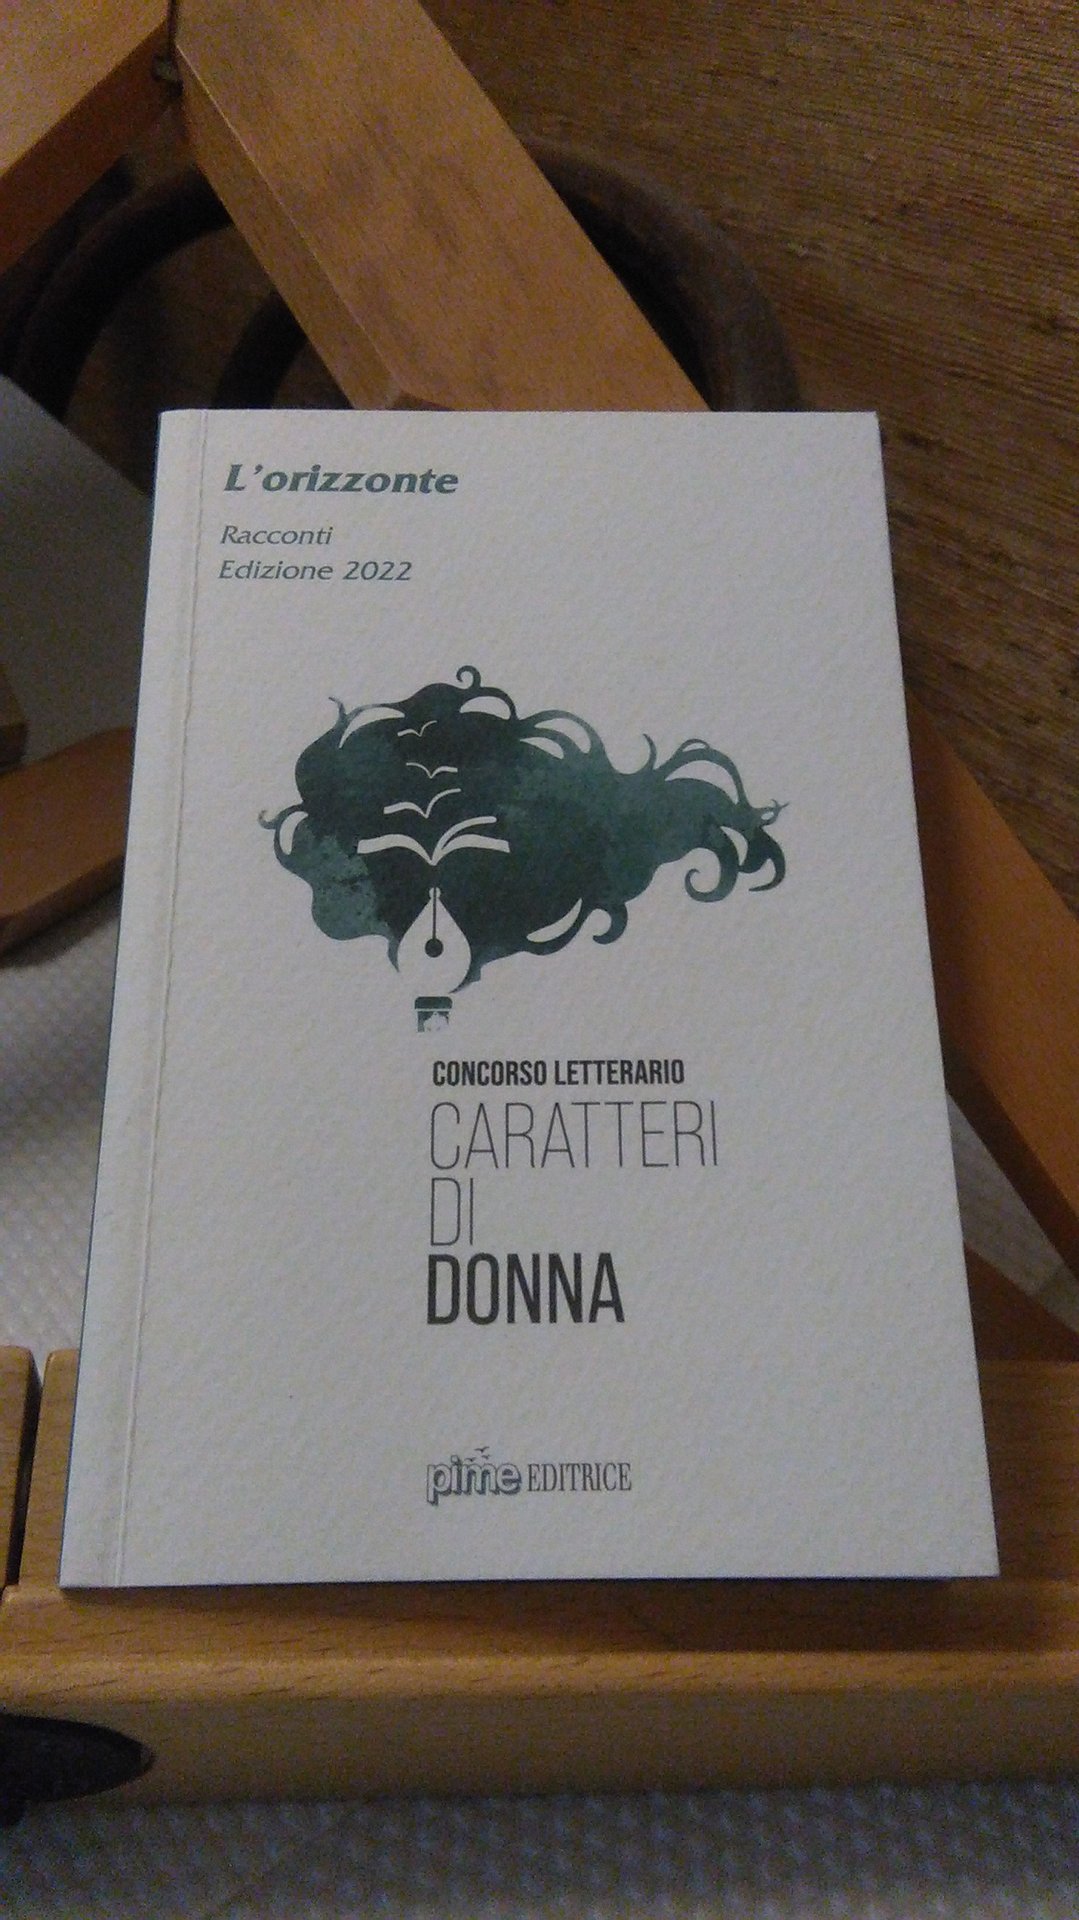 L'orizzonte
Racconti
Edizione 2022
CONCORSO LETTERARIO
CARATTERI
DI
DONNA
pime EDITRICE